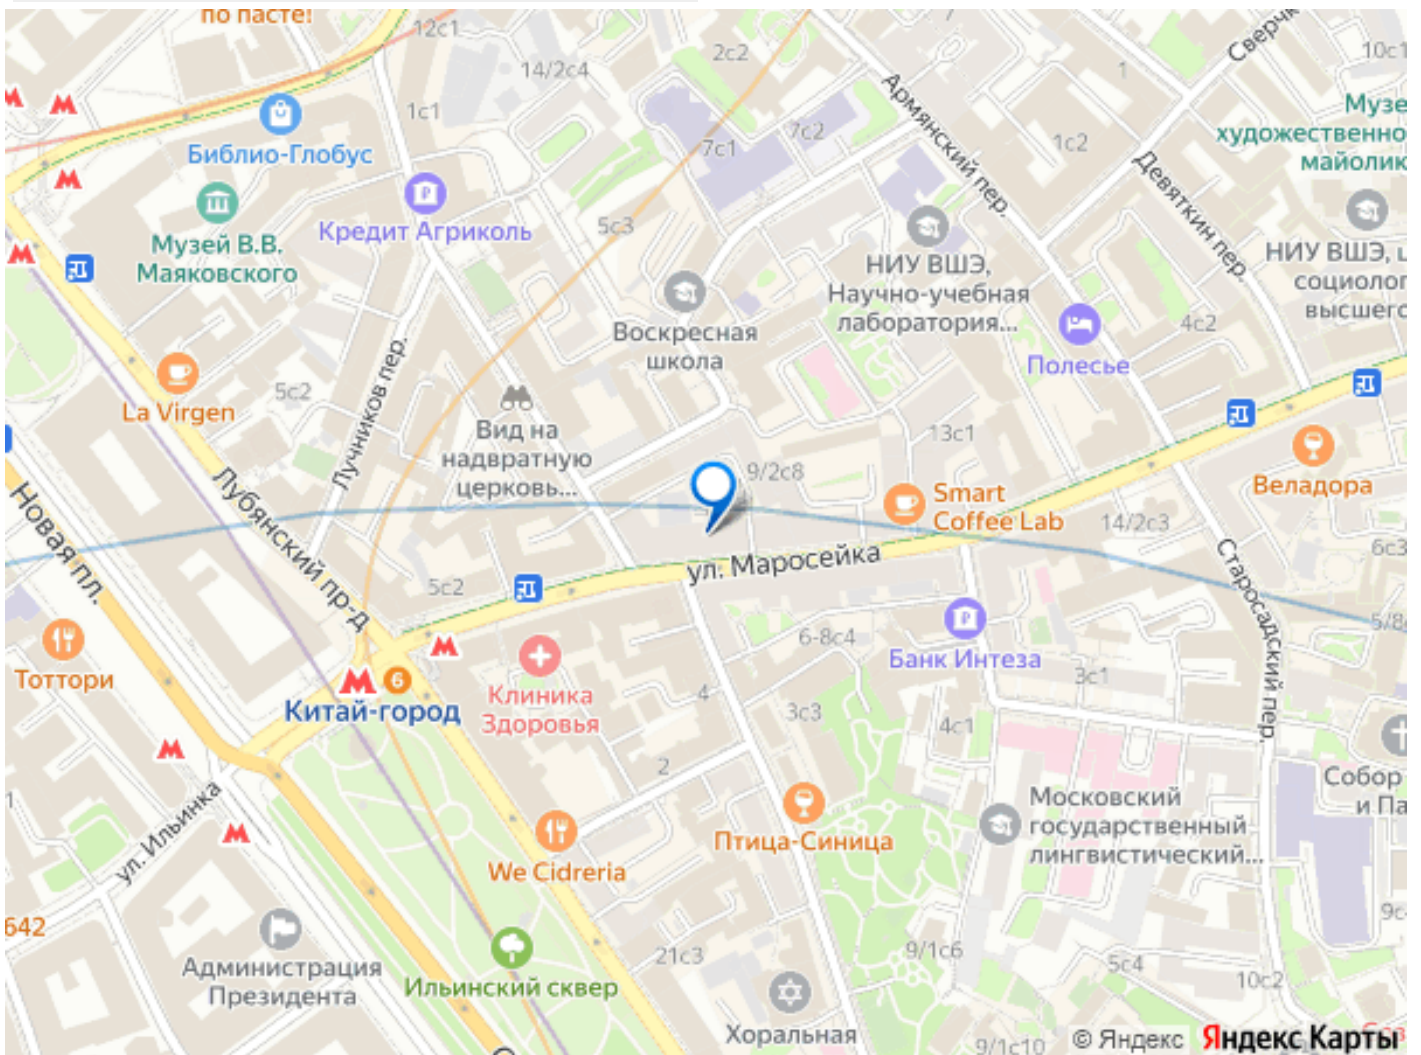 по пасте!
12с1
2с2
14/2с4
10с1
1
Сверчк
Армянский пер.
1с1
7с2
7с1
1с2
Музе
художественно
майолик
Библио-Глобус
Девяткин пер.
Музей В.В.
Маяковского
Кредит Агриколь
5с3
НИУ ВШЭ,
Научно-учебная
лаборатория...
НИУ ВШЭ, ц
социолог
высшего
Воскресная
школа
4с2
Полесье
Лучников пер.
5с2
La Virgen
Вид на
надвратную
церковь...
13с1
9/2с8
Веладора
Smart
Coffee Lab
14/2с3
Новая пл.
Лубянский пр-д
ул. Маросейка
Старосадский пер.
6с3
5с2
5/8
6-8с4
Банк Интеза
3с1
Тоттори
6
Китай-город
Клиника
Здоровья
4
3с3
4с1
2
Собор
и Па
ул. Ильинка
1
Птица-Синица
Московский
государственный
лингвистический...
We Cidreria
642
9с
Администрация
Президента
Ильинский сквер
21с3
9/1с6
5с4
10с2
Хоральная
9/1с10
© Яндекс Яндекс Карты